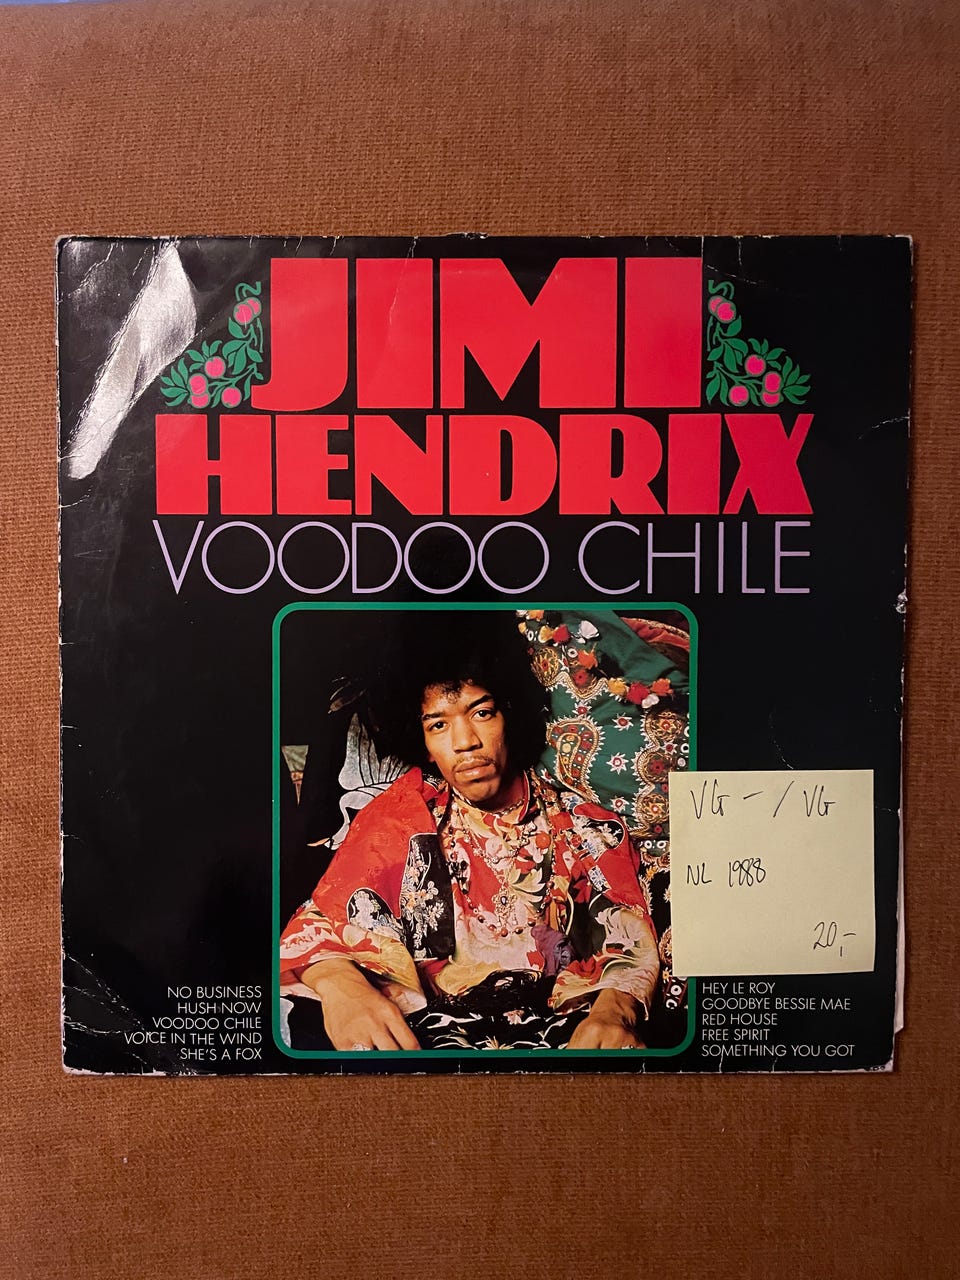 JIMI
HENDRIX
VOODOO CHILE
VG - / VG
NL 1988
20,-
NO BUSINESS
HUSH NOW
VOODOO CHILE
VOICE IN THE WIND
SHE'S A FOX
HEY LE ROY
GOODBYE BESSIE MAE
RED HOUSE
FREE SPIRIT
SOMETHING YOU GOT